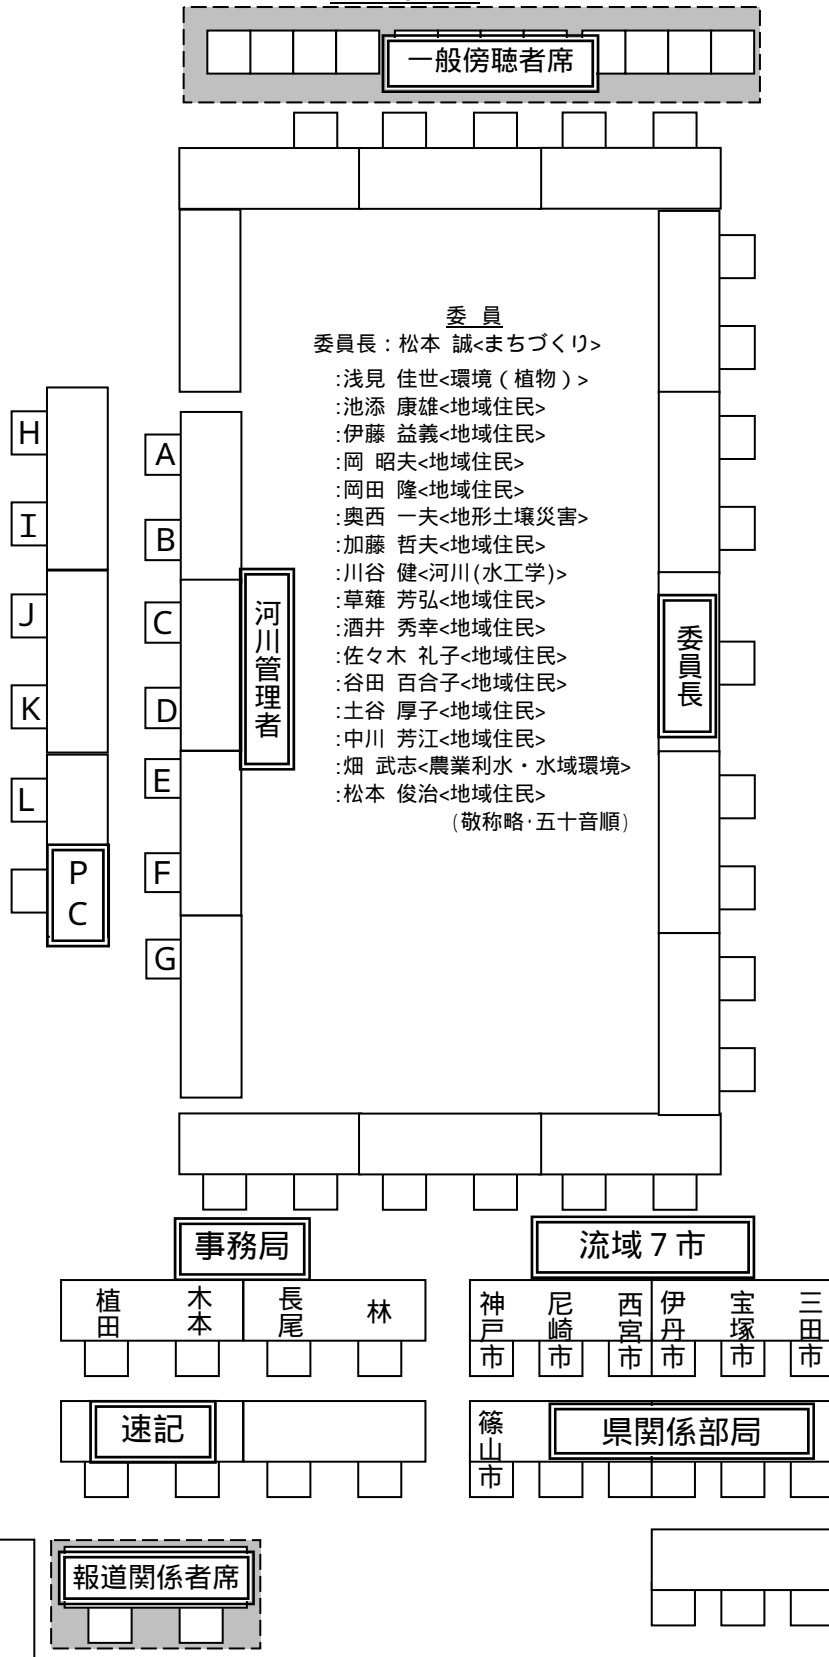 一般傍聴者席
委 員
委員長：松本 誠<まちづくり>
:浅見 佳世<環境（植物）>
:池添 康雄<地域住民>
:伊藤 益義<地域住民>
:岡 昭夫<地域住民>
:岡田 隆<地域住民>
:奥西 一夫<地形土壌災害>
:加藤 哲夫<地域住民>
:川谷 健<河川(水工学)>
:草薙 芳弘<地域住民>
:酒井 秀幸<地域住民>
:佐々木 礼子<地域住民>
:谷田 百合子<地域住民>
:土谷 厚子<地域住民>
:中川 芳江<地域住民>
:畑 武志<農業利水・水域環境>
:松本 俊治<地域住民>
(敬称略･五十音順)
H
I
J
K
L
PC
A
B
C
D
E
F
G
河川管理者
委員長
事務局
植田
木本
長尾
林
流域７市
神戸市
尼崎市
西宮市
伊丹市
宝塚市
三田市
速記
篠山市
県関係部局
報道関係者席